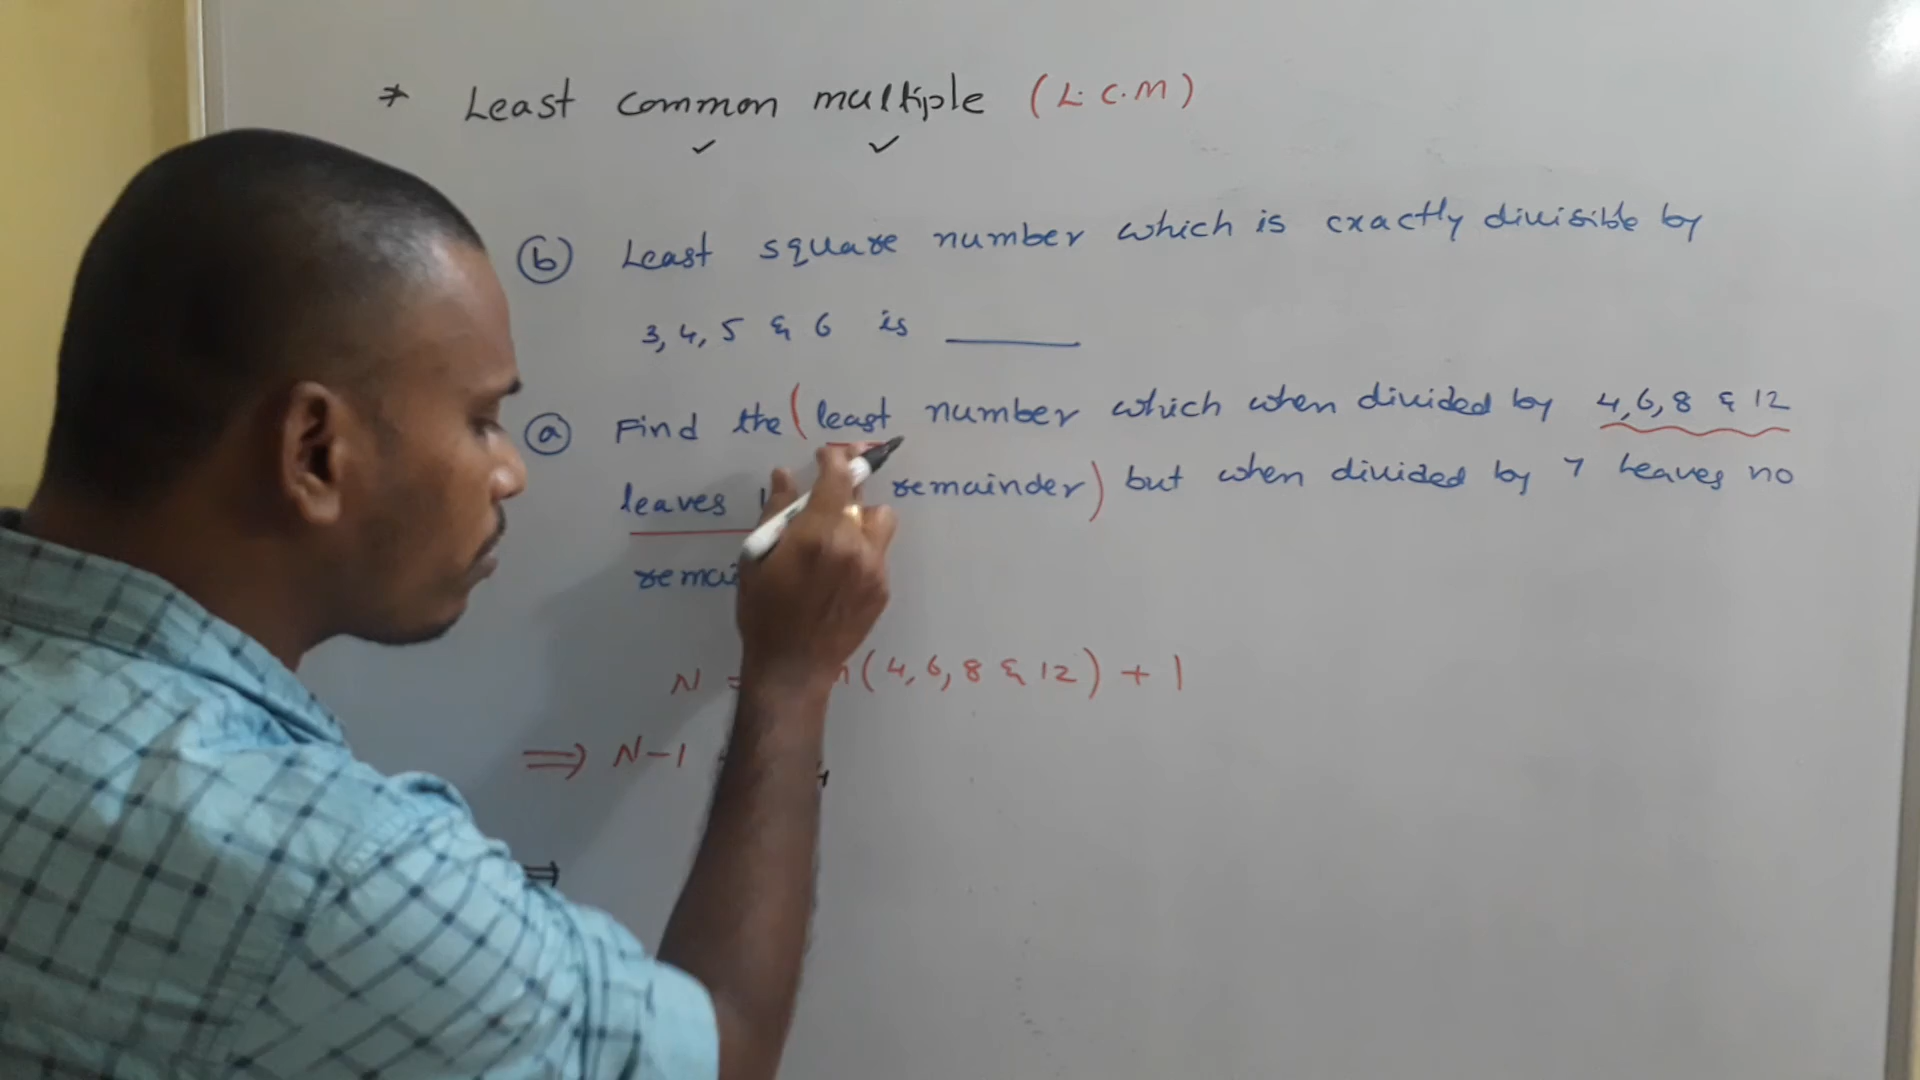 * Least common multiple (L.C.M)
(b) Least square number which is exactly divisible by
3, 4, 5 & 6 is ______
(a) Find the (least number which when divided by 4, 6, 8 & 12
leaves remainder) but when divided by 7 leaves no
N = (4, 6, 8 & 12) + 1
⇒ N-1
⇒